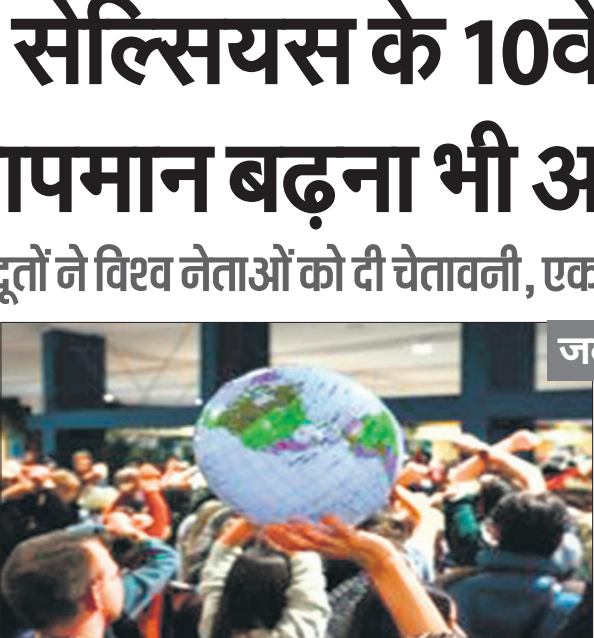 सेल्सियस के 10वे
ापमान बढ़ना भी अ
दूतों ने विश्व नेताओं को दी चेतावनी, एक